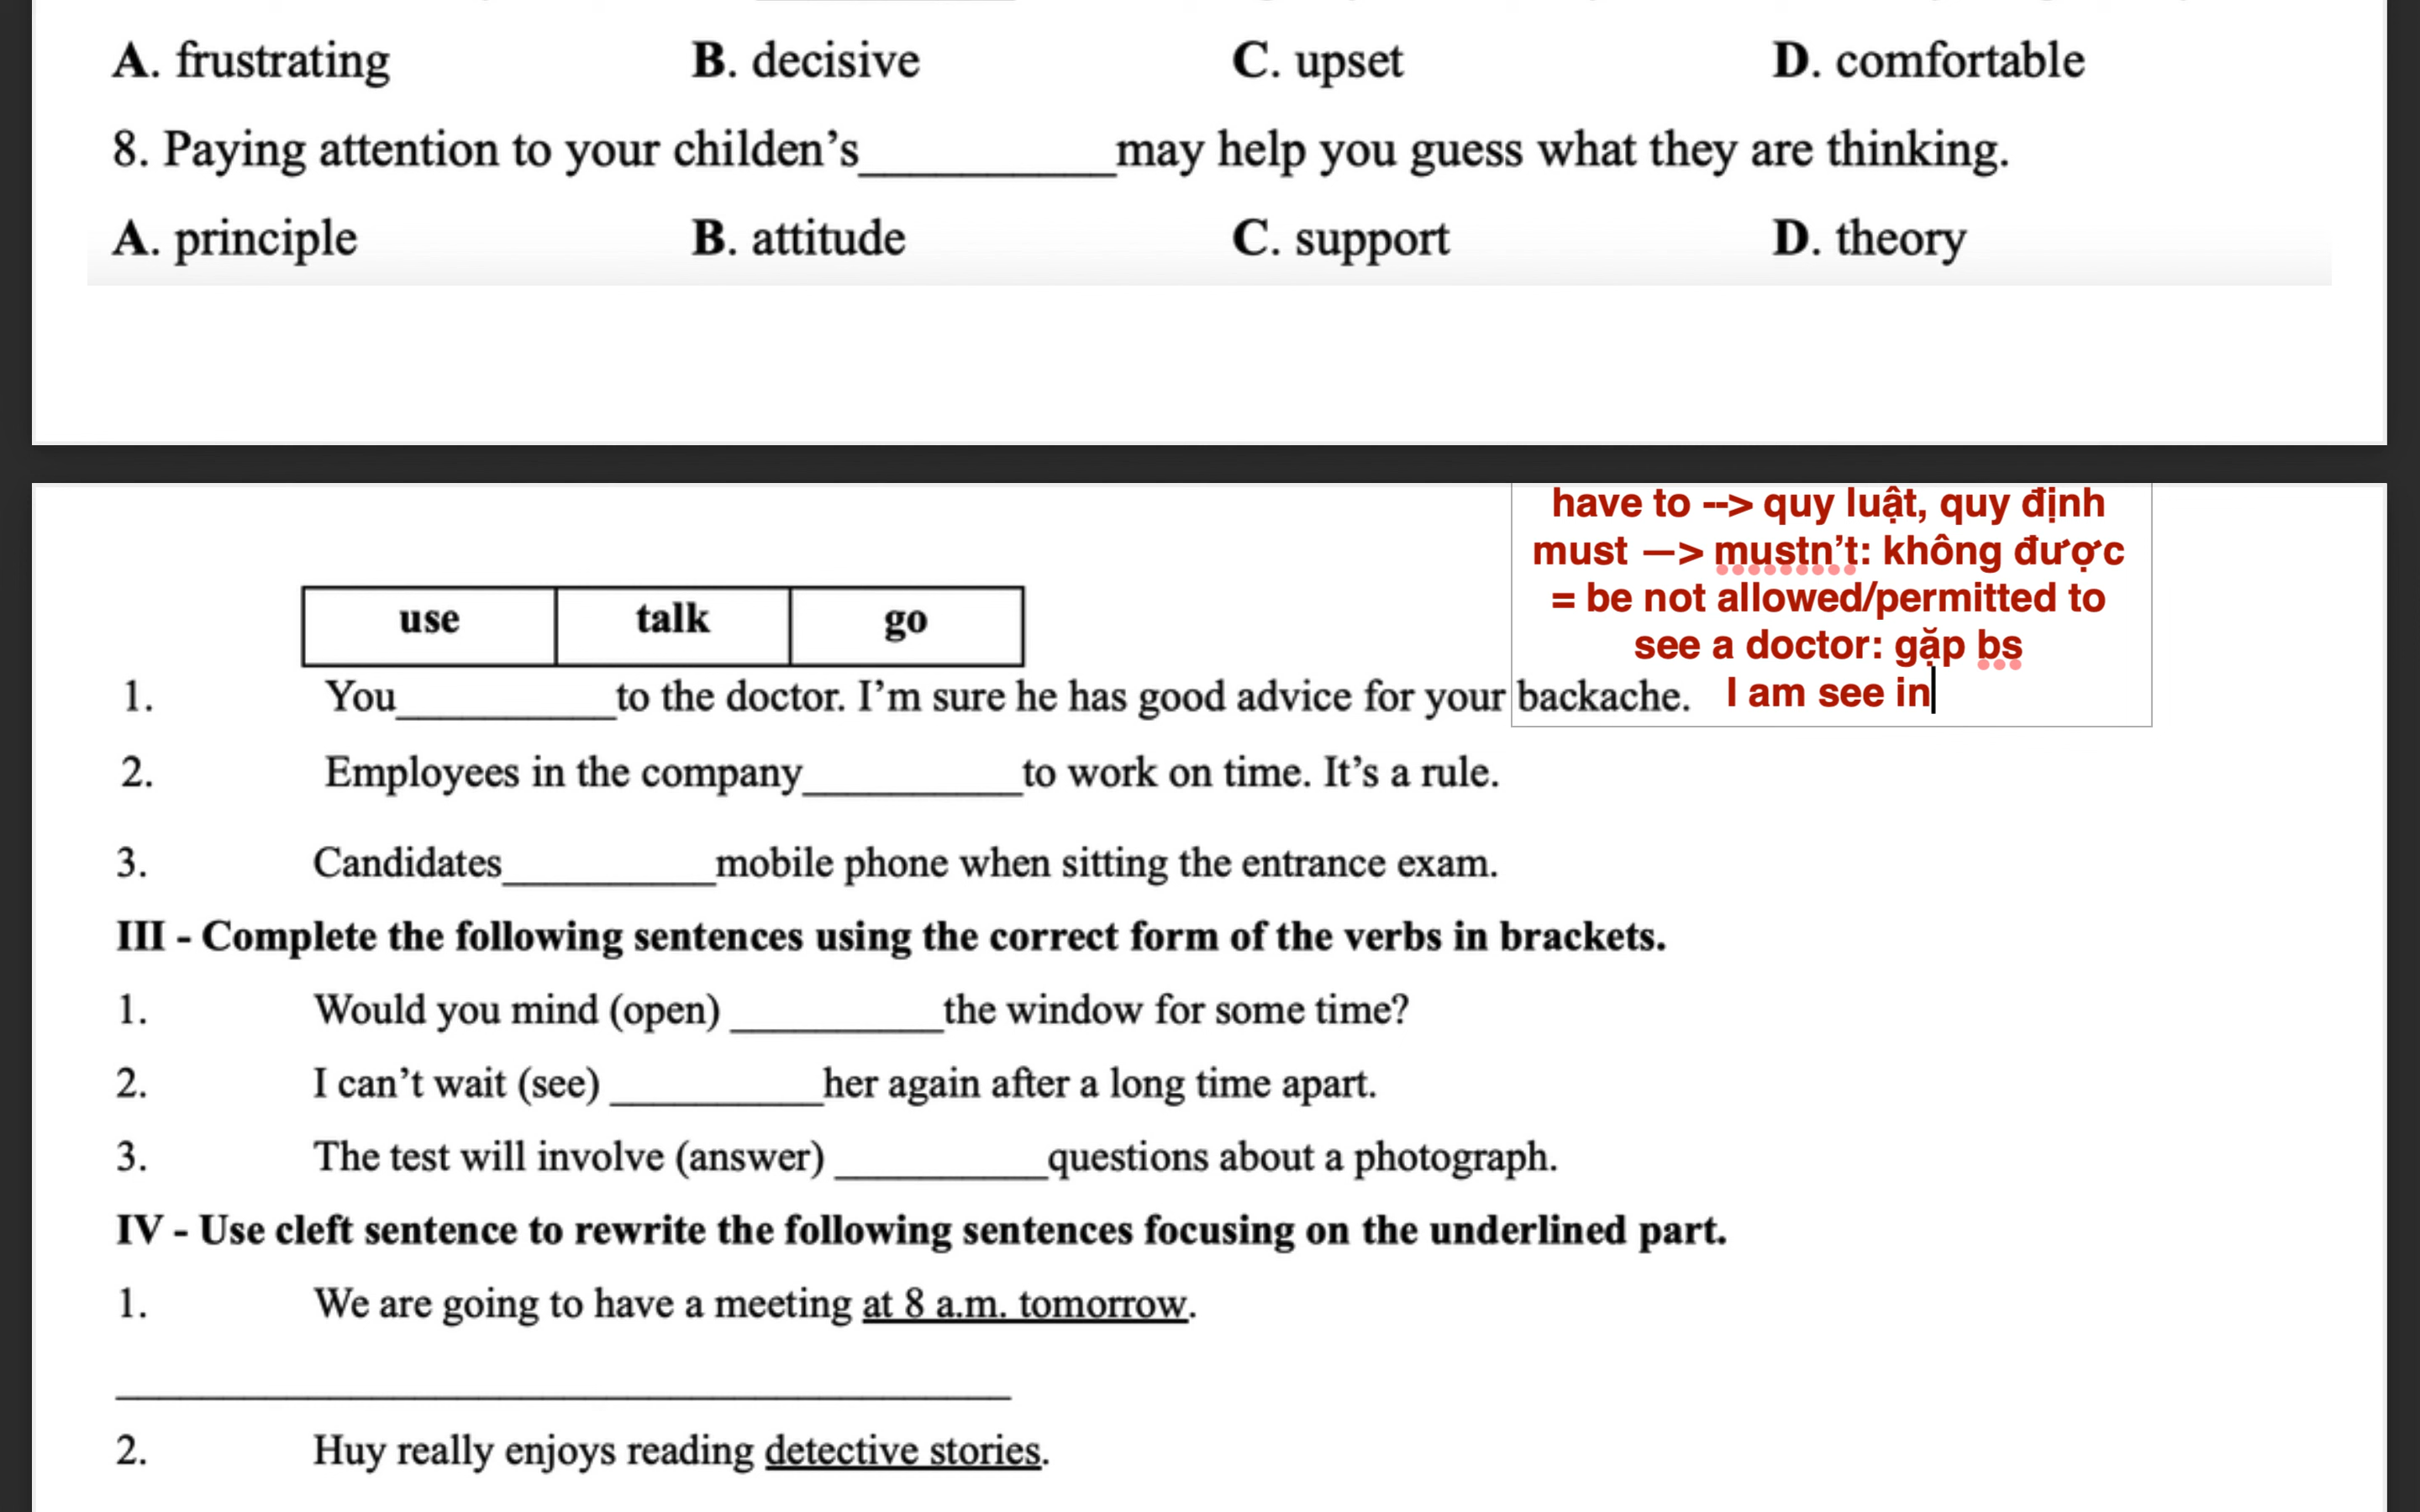 A. frustrating B. decisive C. upset D. comfortable
8. Paying attention to your childen’s__________may help you guess what they are thinking.
A. principle B. attitude C. support D. theory
have to --> quy luật, quy định
must —> mustn’t: không được
= be not allowed/permitted to
see a doctor: gặp bs
I am see in
use talk go
1. You__________to the doctor. I’m sure he has good advice for your backache.
2. Employees in the company__________to work on time. It’s a rule.
3. Candidates__________mobile phone when sitting the entrance exam.
III - Complete the following sentences using the correct form of the verbs in brackets.
1. Would you mind (open) __________the window for some time?
2. I can’t wait (see) __________her again after a long time apart.
3. The test will involve (answer) __________questions about a photograph.
IV - Use cleft sentence to rewrite the following sentences focusing on the underlined part.
1. We are going to have a meeting at 8 a.m. tomorrow.
2. Huy really enjoys reading detective stories.